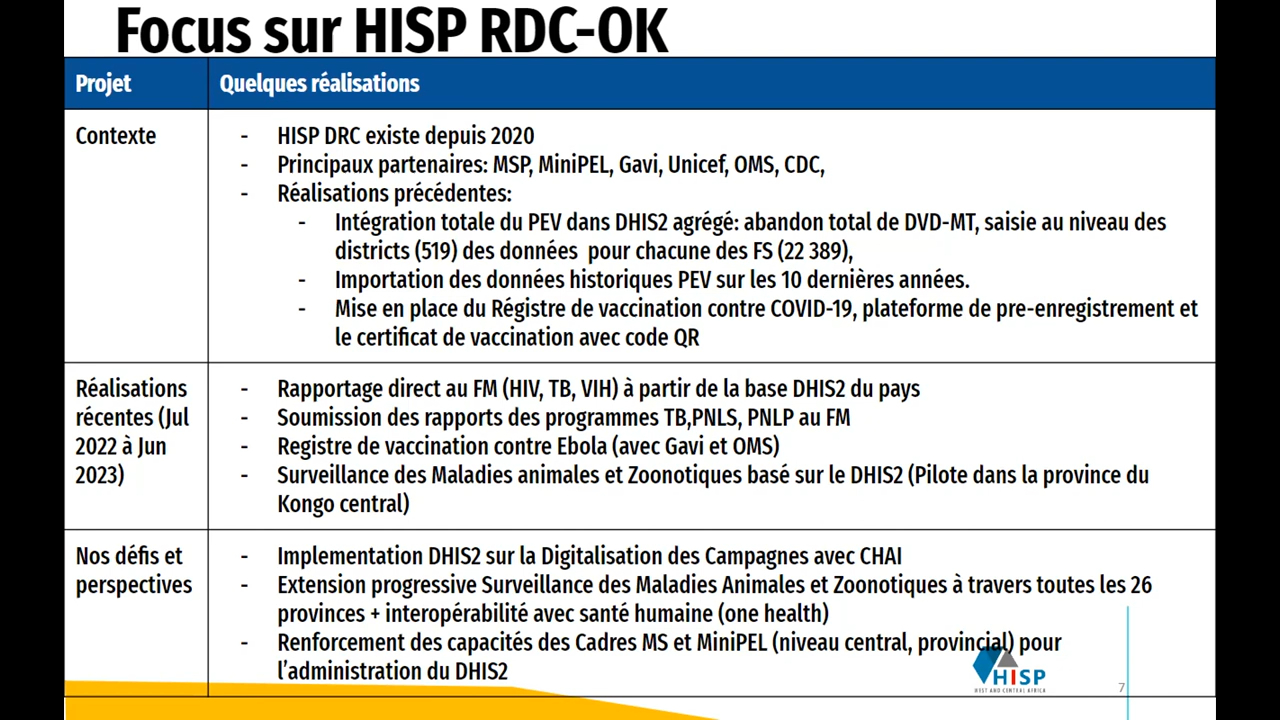 Focus sur HISP RDC-OK
Projet
Quelques réalisations
Contexte
- HISP DRC existe depuis 2020
- Principaux partenaires: MSP, MiniPEL, Gavi, Unicef, OMS, CDC,
- Réalisations précédentes:
- Intégration totale du PEV dans DHIS2 agrégé: abandon total de DVD-MT, saisie au niveau des
districts (519) des données pour chacune des FS (22 389),
- Importation des données historiques PEV sur les 10 dernières années.
- Mise en place du Régistre de vaccination contre COVID-19, plateforme de pre-enregistrement et
le certificat de vaccination avec code QR
Réalisations
récentes (Jul
2022 à Jun
2023)
- Rapportage direct au FM (HIV, TB, VIH) à partir de la base DHIS2 du pays
- Soumission des rapports des programmes TB,PNLS, PNLP au FM
- Registre de vaccination contre Ebola (avec Gavi et OMS)
- Surveillance des Maladies animales et Zoonotiques basé sur le DHIS2 (Pilote dans la province du
Kongo central)
Nos défis et
perspectives
- Implementation DHIS2 sur la Digitalisation des Campagnes avec CHAI
- Extension progressive Surveillance des Maladies Animales et Zoonotiques à travers toutes les 26
provinces + interopérabilité avec santé humaine (one health)
- Renforcement des capacités des Cadres MS et MiniPEL (niveau central, provincial) pour
l'administration du DHIS2
HISP
WEST AND CENTRAL AFRICA
7